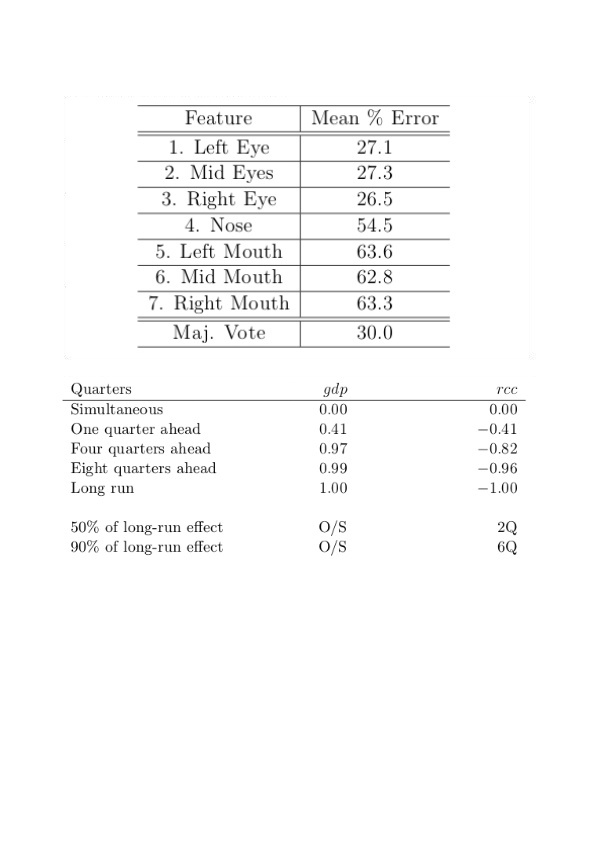 Feature Mean % Error
1. Left Eye 27.1
2. Mid Eyes 27.3
3. Right Eye 26.5
4. Nose 54.5
5. Left Mouth 63.6
6. Mid Mouth 62.8
7. Right Mouth 63.3
Maj. Vote 30.0
Quarters gdp rcc
Simultaneous 0.00 0.00
One quarter ahead 0.41 −0.41
Four quarters ahead 0.97 −0.82
Eight quarters ahead 0.99 −0.96
Long run 1.00 −1.00
50% of long-run effect O/S 2Q
90% of long-run effect O/S 6Q